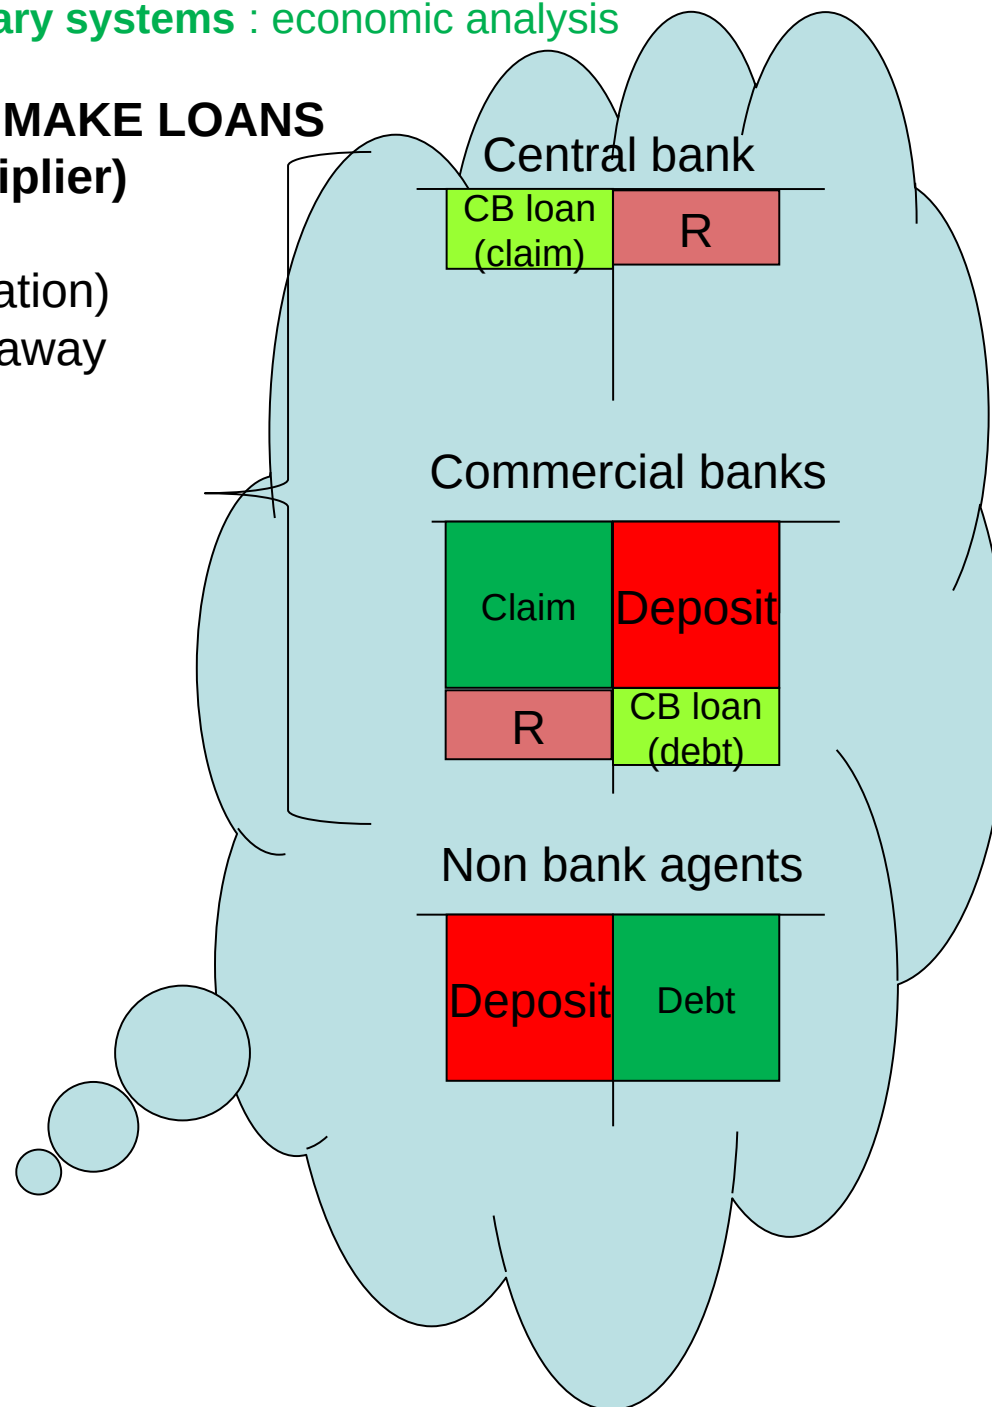 ary systems : economic analysis
MAKE LOANS
iplier)
ation)
away
Central bank
CB loan
(claim)
R
Commercial banks
Claim
Deposit
R
CB loan
(debt)
Non bank agents
Deposit
Debt